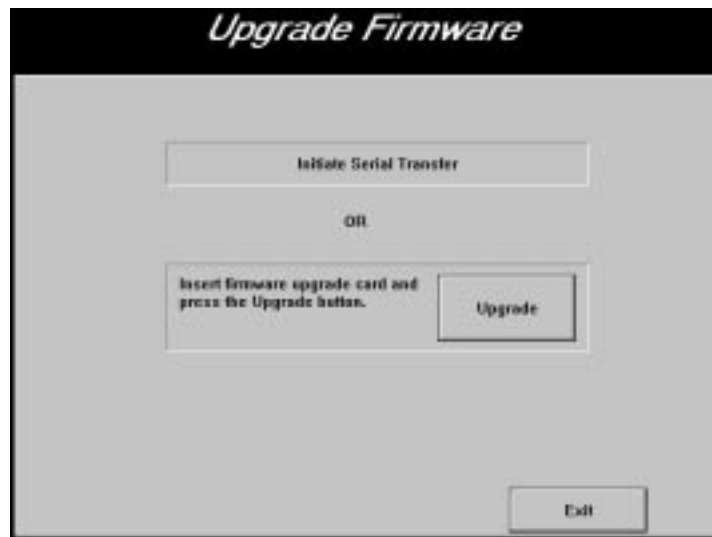 Upgrade Firmware
Initiate Serial Transfer
OR
Insert firmware upgrade card and
press the Upgrade button.
Upgrade
Exit